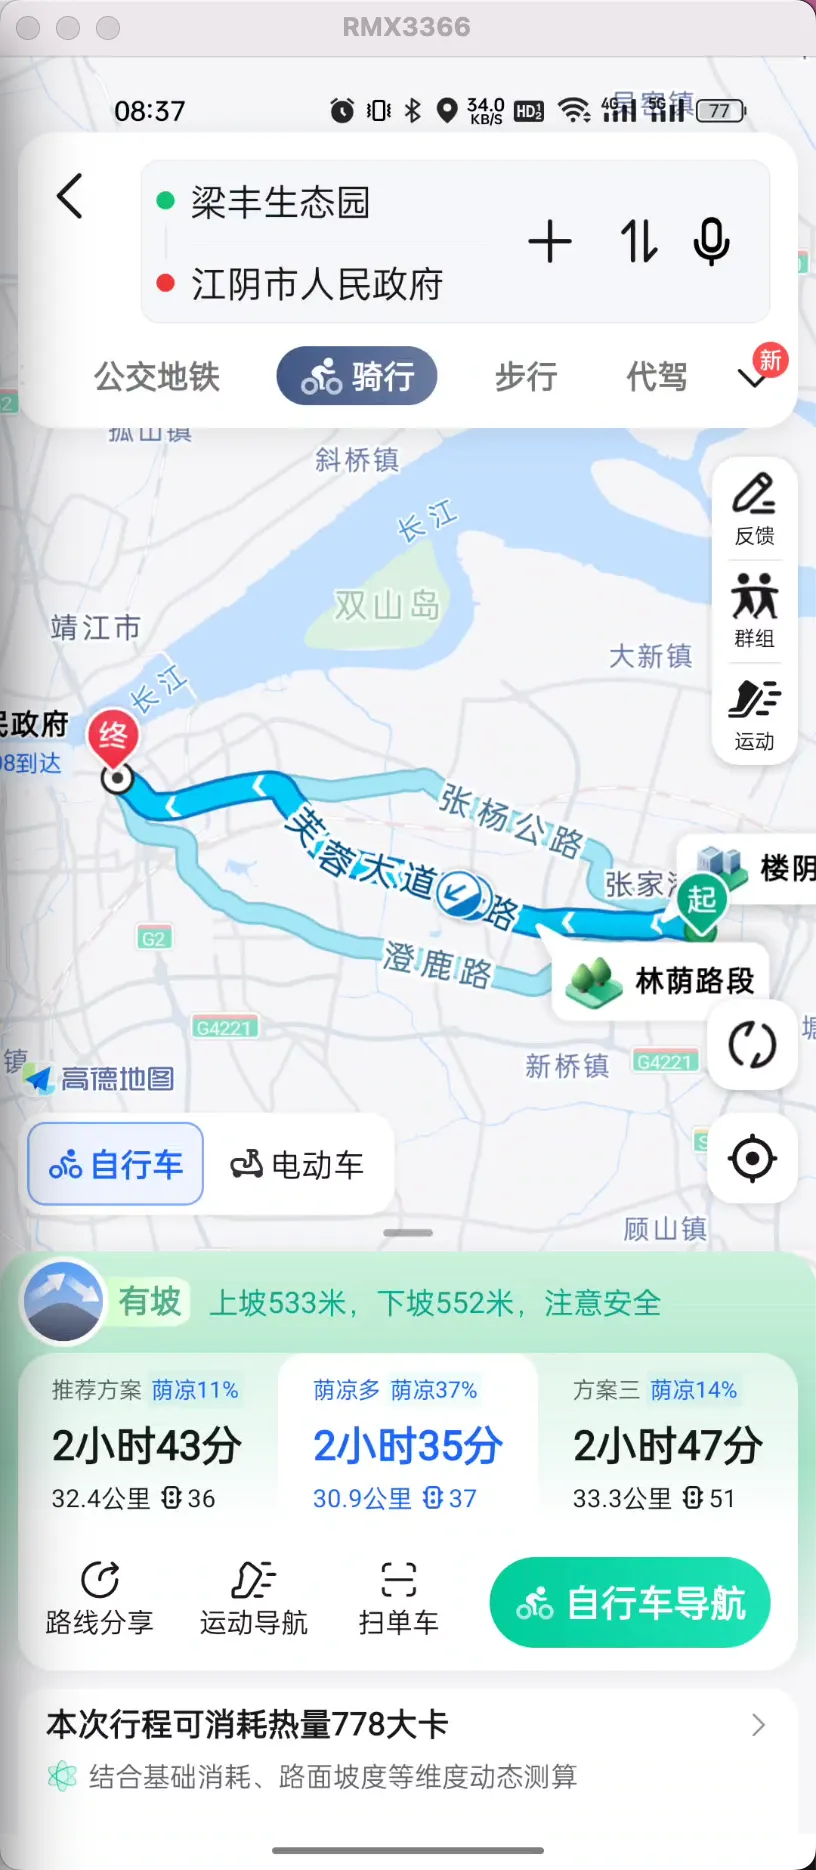 RMX3366
08:37
34.0
KB/S
HD
4G
5G
77
梁丰生态园
江阴市人民政府
公交地铁
骑行
步行
代驾
新
孤山镇
斜桥镇
长江
双山岛
靖江市
大新镇
长江
反馈
群组
运动
民政府
08到达
终
张杨公路
芙蓉大道
路
张家
起
楼阴
澄鹿路
林荫路段
G2
G4221
新桥镇
G4221
镇
高德地图
塘
自行车
电动车
顾山镇
有坡
上坡533米，下坡552米，注意安全
推荐方案 荫凉11%
2小时43分
32.4公里 36
荫凉多 荫凉37%
2小时35分
30.9公里 37
方案三 荫凉14%
2小时47分
33.3公里 51
路线分享
运动导航
扫单车
自行车导航
本次行程可消耗热量778大卡
结合基础消耗、路面坡度等维度动态测算